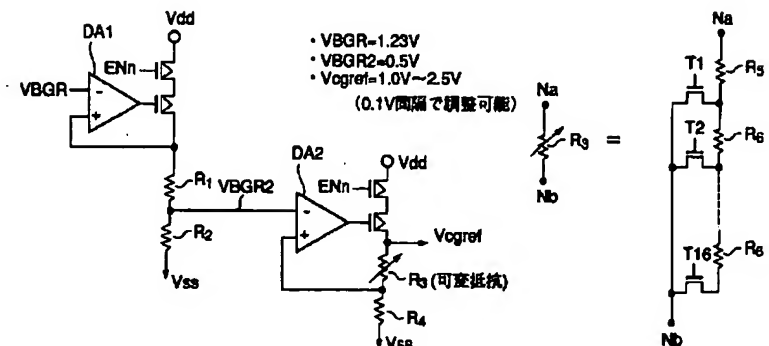 Vdd
DA1
ENn
VBGR
-
+
R1
VBGR2
R2
Vss
・VBGR=1.23V
・VBGR2=0.5V
・Vcgref=1.0V～2.5V
(0.1V間隔で調整可能)
DA2
Vdd
ENn
-
+
Vcgref
R3(可変抵抗)
R4
Vss
Na
R3
=
Nb
Na
T1
R5
T2
R6
T16
R6
Nb